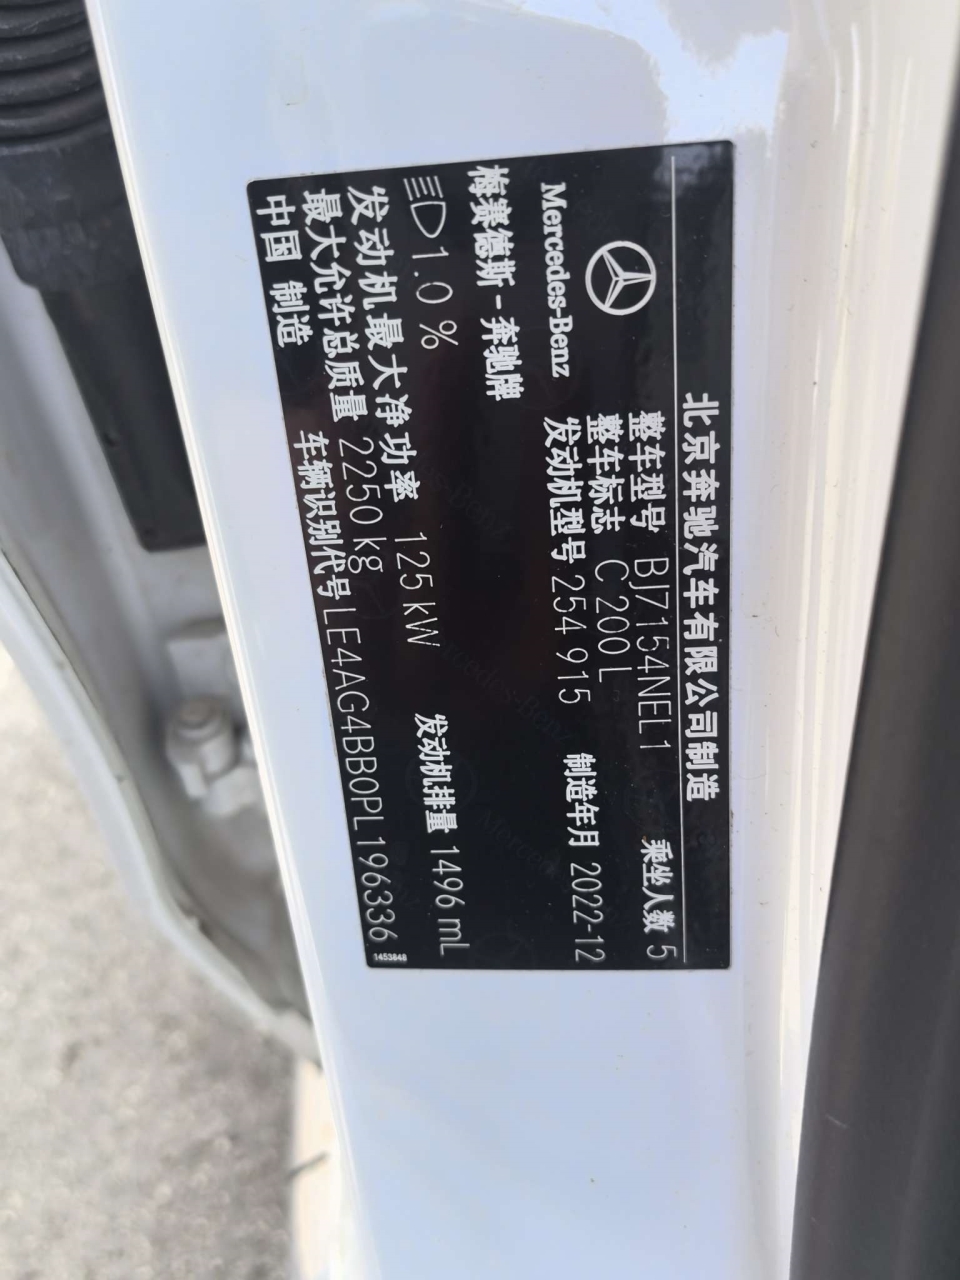 北京奔驰汽车有限公司制造
Mercedes-Benz
梅赛德斯-奔驰牌
整车型号 BJ7154NEL1
乘坐人数 5
整车标志 C 200 L
发动机型号 254 915
制造年月 2022-12
1.0 %
发动机最大净功率 125 kW
发动机排量 1496 mL
最大允许总质量 2250 kg
中国 制造
车辆识别代号 LE4AG4BB0PL196336
1453848